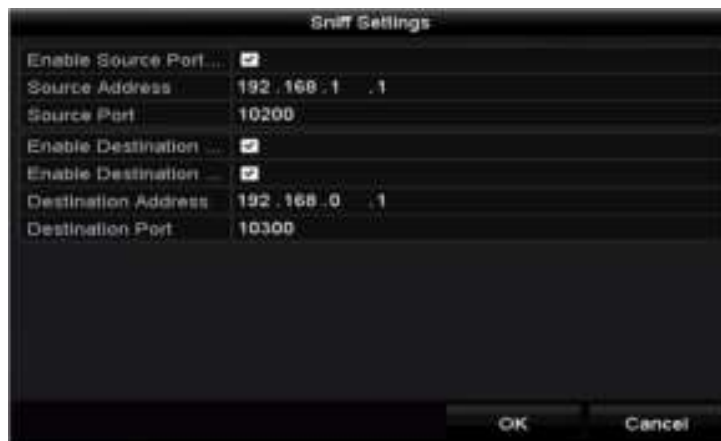 Sniff Settings
Enable Source Port...
Source Address 192 .168 .1 .1
Source Port 10200
Enable Destination ...
Enable Destination ...
Destination Address 192 .168 .0 .1
Destination Port 10300
OK Cancel